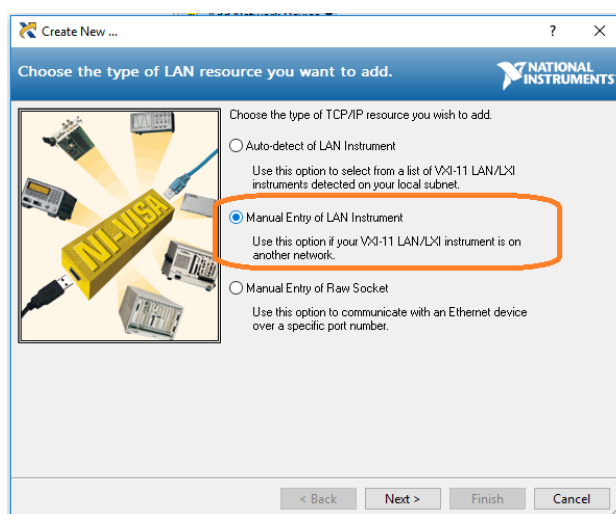 Add Network Device
Create New ...
Choose the type of LAN resource you want to add.
NATIONAL
INSTRUMENTS
Choose the type of TCP/IP resource you wish to add.
Auto-detect of LAN Instrument
Use this option to select from a list of VXI-11 LAN/LXI
instruments detected on your local subnet.
Manual Entry of LAN Instrument
Use this option if your VXI-11 LAN/LXI instrument is on
another network.
Manual Entry of Raw Socket
Use this option to communicate with an Ethernet device
over a specific port number.
NI-VISA
< Back
Next >
Finish
Cancel